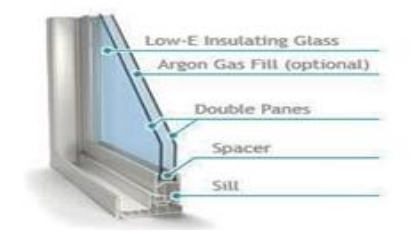 Low-E Insulating Glass
Argon Gas Fill (optional)
Double Panes
Spacer
Sill